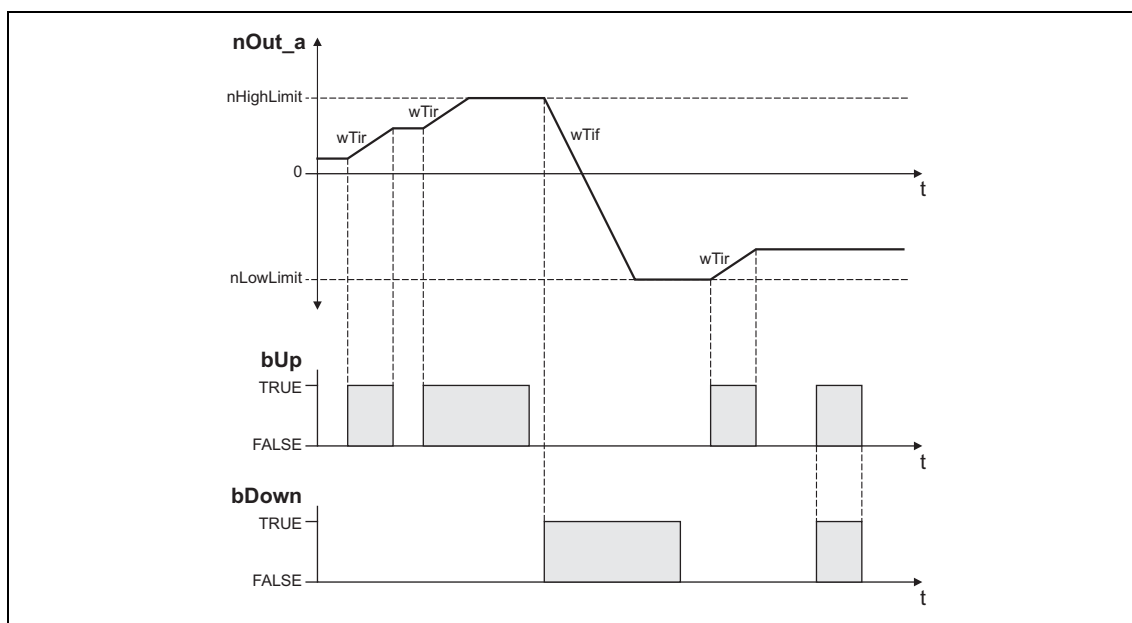 nOut_a
nHighLimit
wTir
wTir
wTif
0
t
wTir
nLowLimit
bUp
TRUE
FALSE
t
bDown
TRUE
FALSE
t